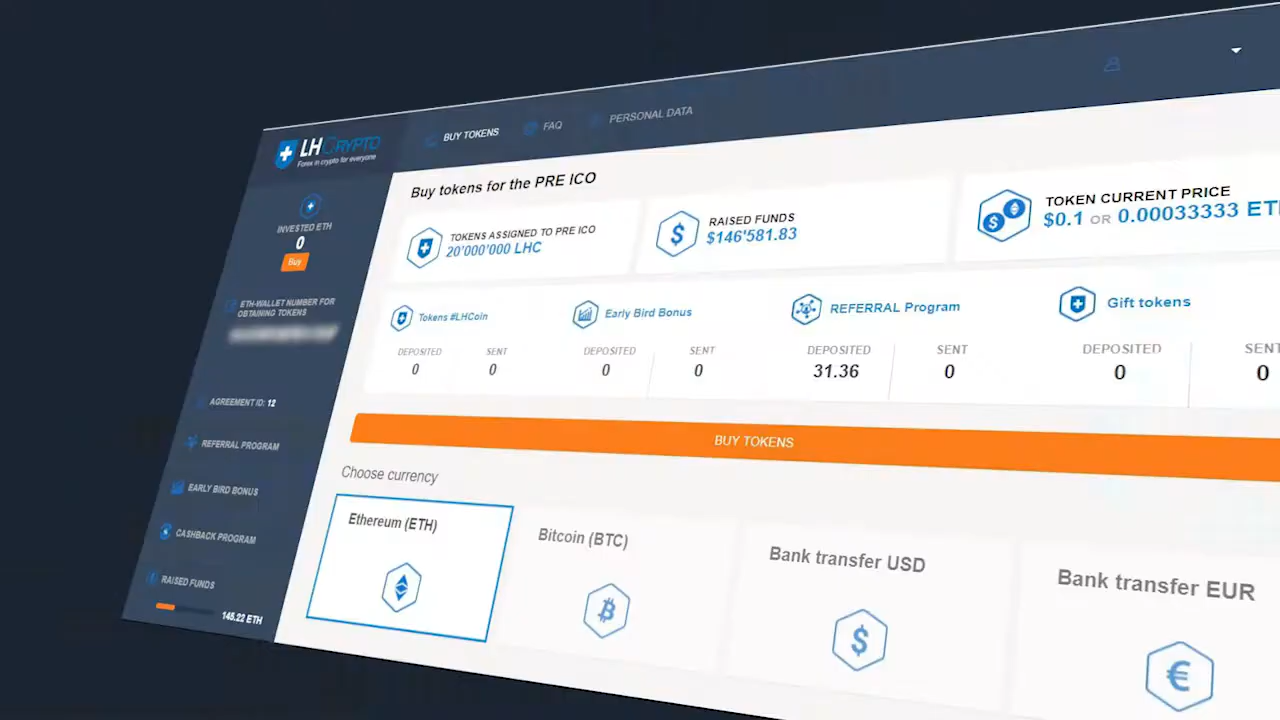 LHCRYPTO
Forex in crypto for everyone
BUY TOKENS
FAQ
PERSONAL DATA
INVESTED ETH
0
Buy
ETH-WALLET NUMBER FOR
OBTAINING TOKENS
AGREEMENT ID: 12
REFERRAL PROGRAM
EARLY BIRD BONUS
CASHBACK PROGRAM
RAISED FUNDS
145.22 ETH
Buy tokens for the PRE ICO
TOKENS ASSIGNED TO PRE ICO
20'000'000 LHC
RAISED FUNDS
$146'581.83
TOKEN CURRENT PRICE
$0.1 OR 0.00033333 ET
Tokens #LHCoin
DEPOSITED SENT
0 0
Early Bird Bonus
DEPOSITED SENT
0 0
REFERRAL Program
DEPOSITED SENT
31.36 0
Gift tokens
DEPOSITED SENT
0 0
BUY TOKENS
Choose currency
Ethereum (ETH)
Bitcoin (BTC)
Bank transfer USD
Bank transfer EUR